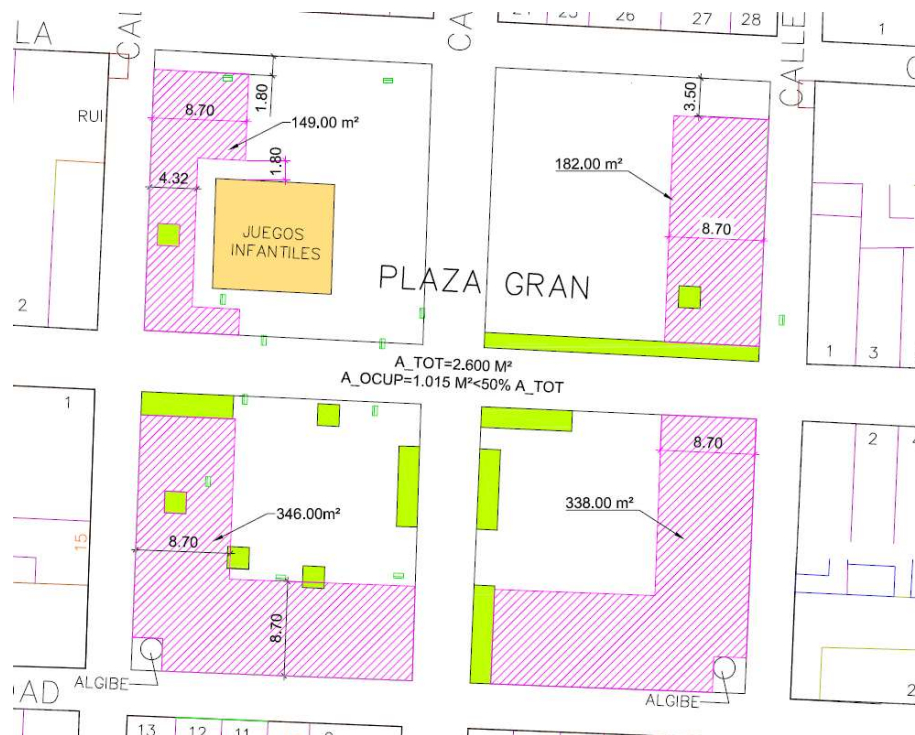 LA
CAL
CA
CALLE
26
27
28
1
RUI
8.70
1.80
149.00 m²
3.50
1.80
182.00 m²
4.32
8.70
JUEGOS
INFANTILES
PLAZA GRAN
2
1
3
A_TOT=2.600 M²
A_OCUP=1.015 M²<50% A_TOT
1
2
4
8.70
346.00m²
338.00 m²
15
8.70
8.70
ALGIBE
ALGIBE
AD
2
13
12
11